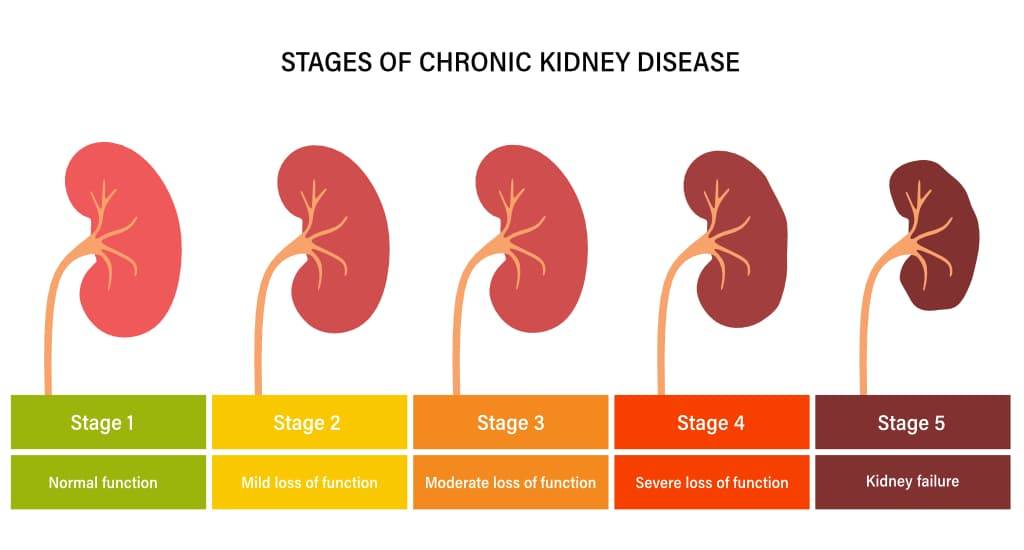 STAGES OF CHRONIC KIDNEY DISEASE
Stage 1
Stage 2
Stage 3
Stage 4
Stage 5
Normal function
Mild loss of function
Moderate loss of function
Severe loss of function
Kidney failure